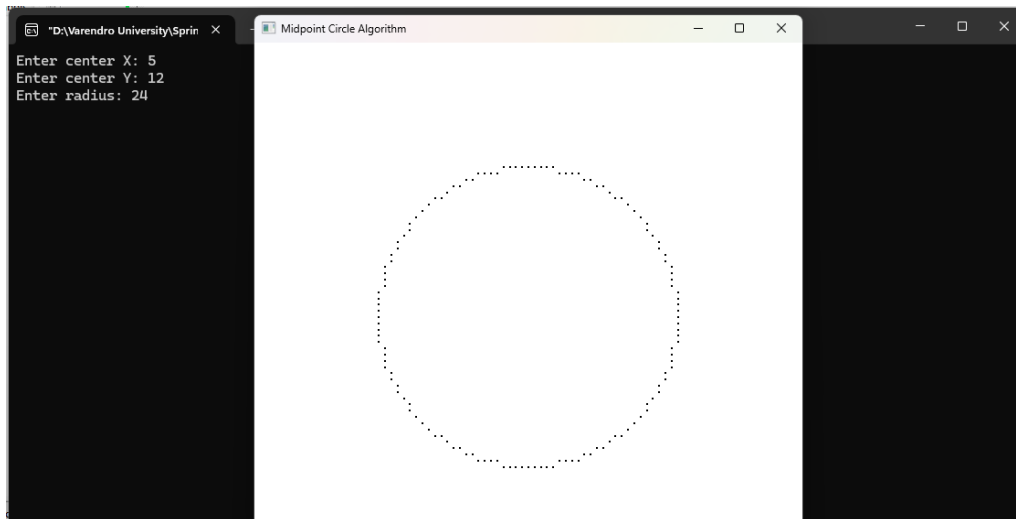 "D:\Varendro University\Sprin
Midpoint Circle Algorithm
Enter center X: 5
Enter center Y: 12
Enter radius: 24